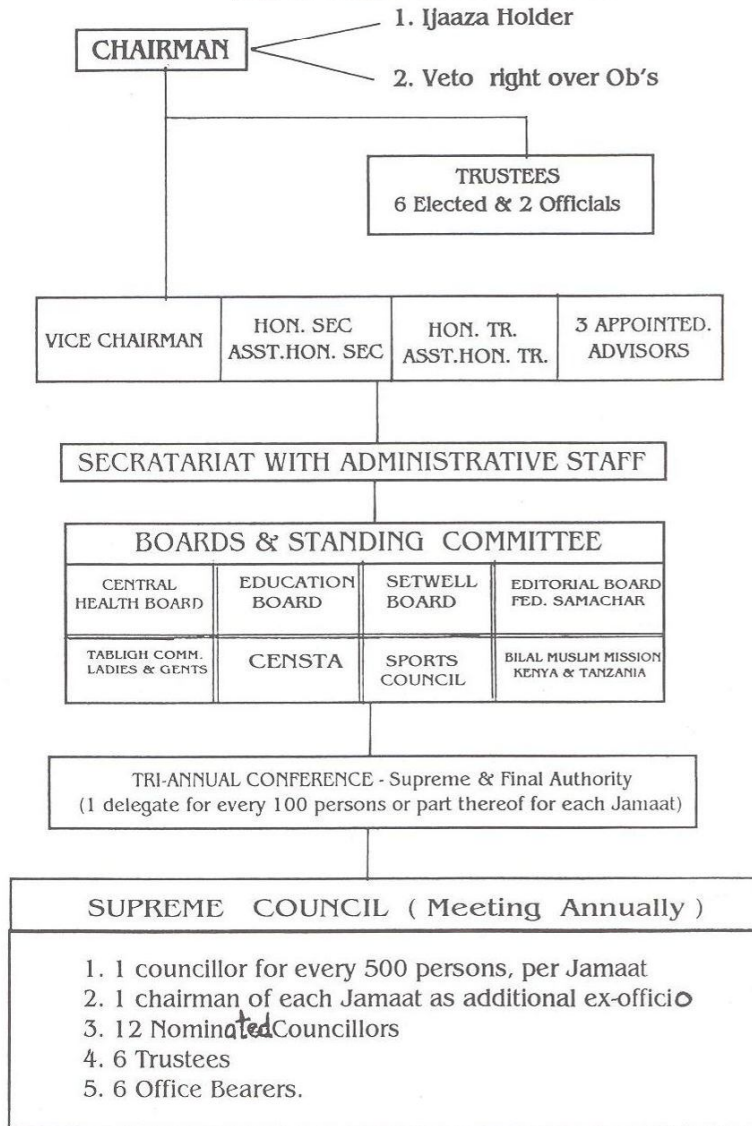 1. Ijaaza Holder
CHAIRMAN
2. Veto right over Ob's
TRUSTEES
6 Elected & 2 Officials
VICE CHAIRMAN
HON. SEC
ASST.HON. SEC
HON. TR.
ASST.HON. TR.
3 APPOINTED.
ADVISORS
SECRATARIAT WITH ADMINISTRATIVE STAFF
BOARDS & STANDING COMMITTEE
CENTRAL
HEALTH BOARD
EDUCATION
BOARD
SETWELL
BOARD
EDITORIAL BOARD
FED. SAMACHAR
TABLIGH COMM.
LADIES & GENTS
CENSTA
SPORTS
COUNCIL
BILAL MUSLIM MISSION
KENYA & TANZANIA
TRI-ANNUAL CONFERENCE - Supreme & Final Authority
(1 delegate for every 100 persons or part thereof for each Jamaat)
SUPREME COUNCIL ( Meeting Annually )
1. 1 councillor for every 500 persons, per Jamaat
2. 1 chairman of each Jamaat as additional ex-officio
3. 12 Nominated Councillors
4. 6 Trustees
5. 6 Office Bearers.